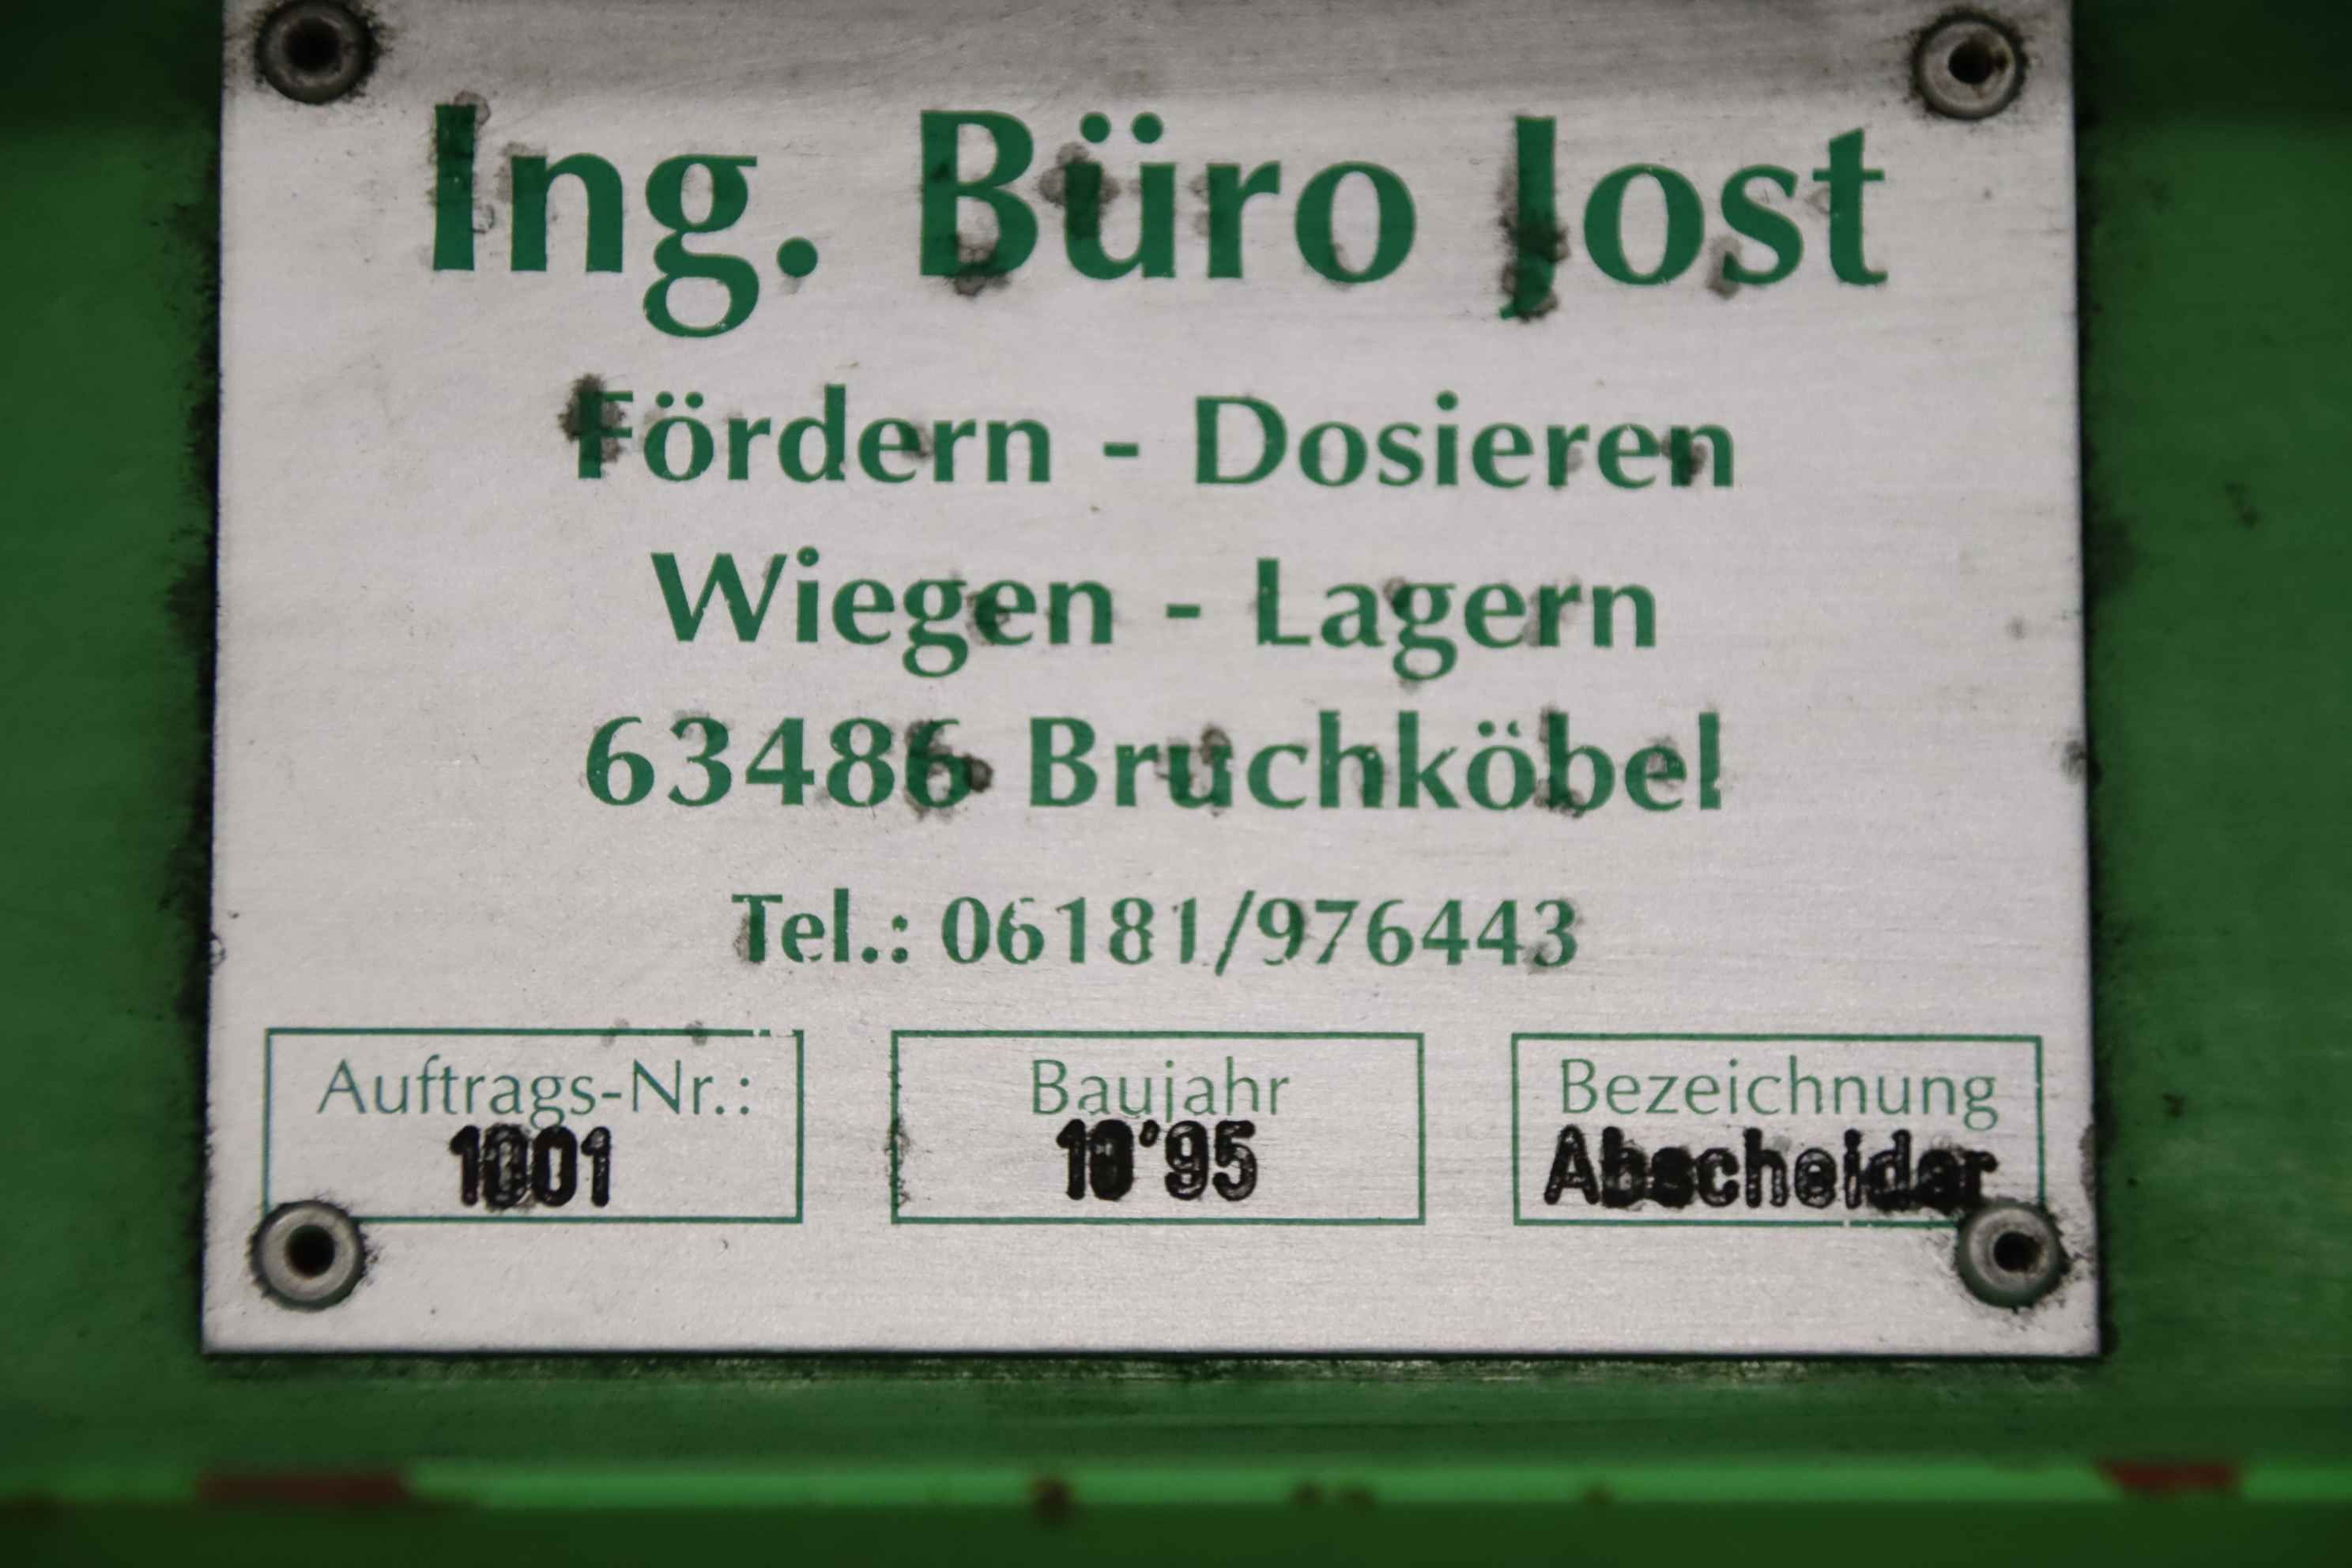 Ing. Büro Jost
Fördern - Dosieren
Wiegen - Lagern
63486 Bruchköbel
Tel.: 06181/976443
Auftrags-Nr.:
1001
Baujahr
10'95
Bezeichnung
Abscheider